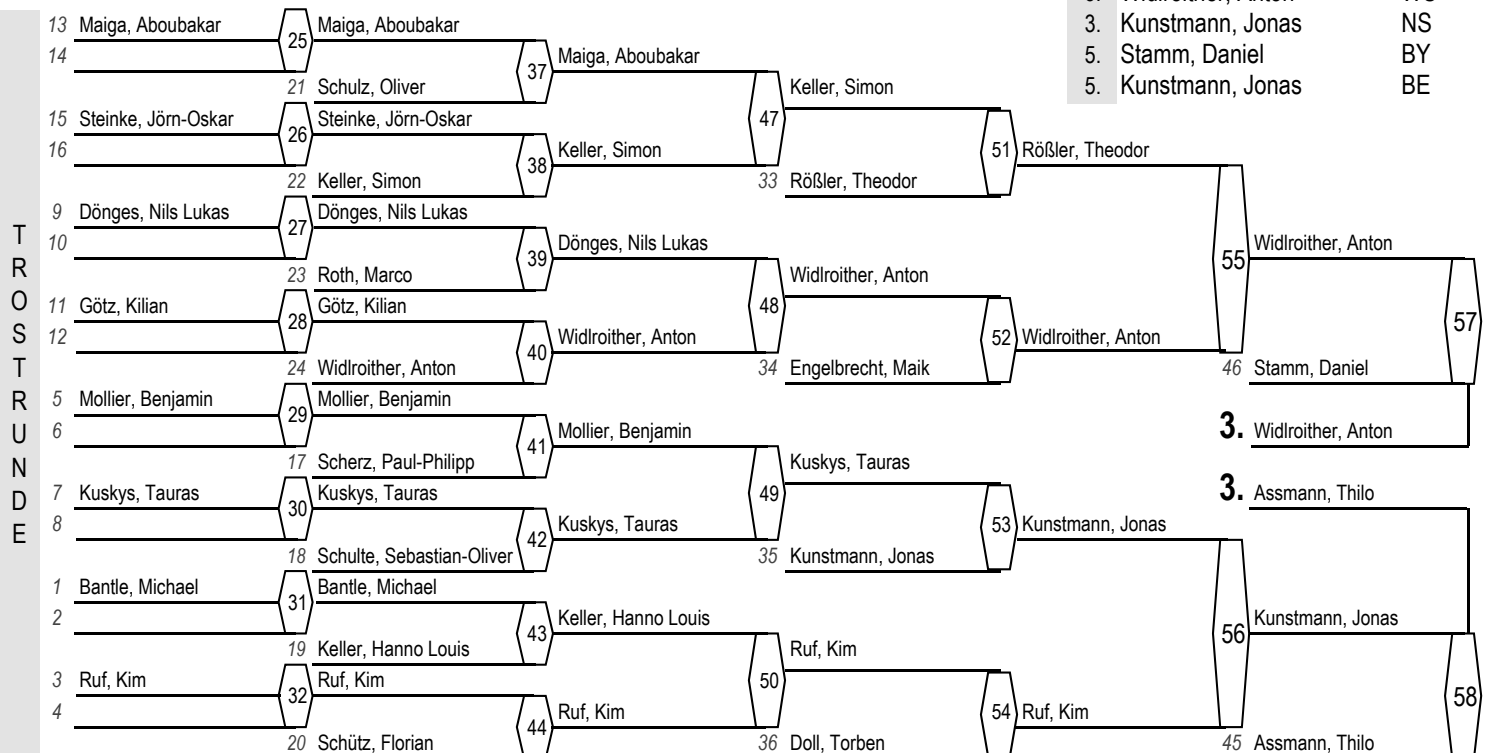 3. Kunstmann, Jonas NS
5. Stamm, Daniel BY
5. Kunstmann, Jonas BE
TROSTRUNDE
13 Maiga, Aboubakar 25 Maiga, Aboubakar
14 37 Maiga, Aboubakar
21 Schulz, Oliver 47 Keller, Simon
15 Steinke, Jörn-Oskar 26 Steinke, Jörn-Oskar
16 38 Keller, Simon 51 Rößler, Theodor
22 Keller, Simon 33 Rößler, Theodor
9 Dönges, Nils Lukas 27 Dönges, Nils Lukas
10 39 Dönges, Nils Lukas 55 Widlroither, Anton
23 Roth, Marco 48 Widlroither, Anton
11 Götz, Kilian 28 Götz, Kilian 57
12 40 Widlroither, Anton 52 Widlroither, Anton
24 Widlroither, Anton 34 Engelbrecht, Maik 46 Stamm, Daniel
5 Mollier, Benjamin 29 Mollier, Benjamin
6 41 Mollier, Benjamin 3. Widlroither, Anton
17 Scherz, Paul-Philipp 49 Kuskys, Tauras
7 Kuskys, Tauras 30 Kuskys, Tauras 3. Assmann, Thilo
8 42 Kuskys, Tauras 53 Kunstmann, Jonas
18 Schulte, Sebastian-Oliver 35 Kunstmann, Jonas
1 Bantle, Michael 31 Bantle, Michael
2 43 Keller, Hanno Louis 56 Kunstmann, Jonas
19 Keller, Hanno Louis 50 Ruf, Kim
3 Ruf, Kim 32 Ruf, Kim 58
4 44 Ruf, Kim 54 Ruf, Kim
20 Schütz, Florian 36 Doll, Torben 45 Assmann, Thilo